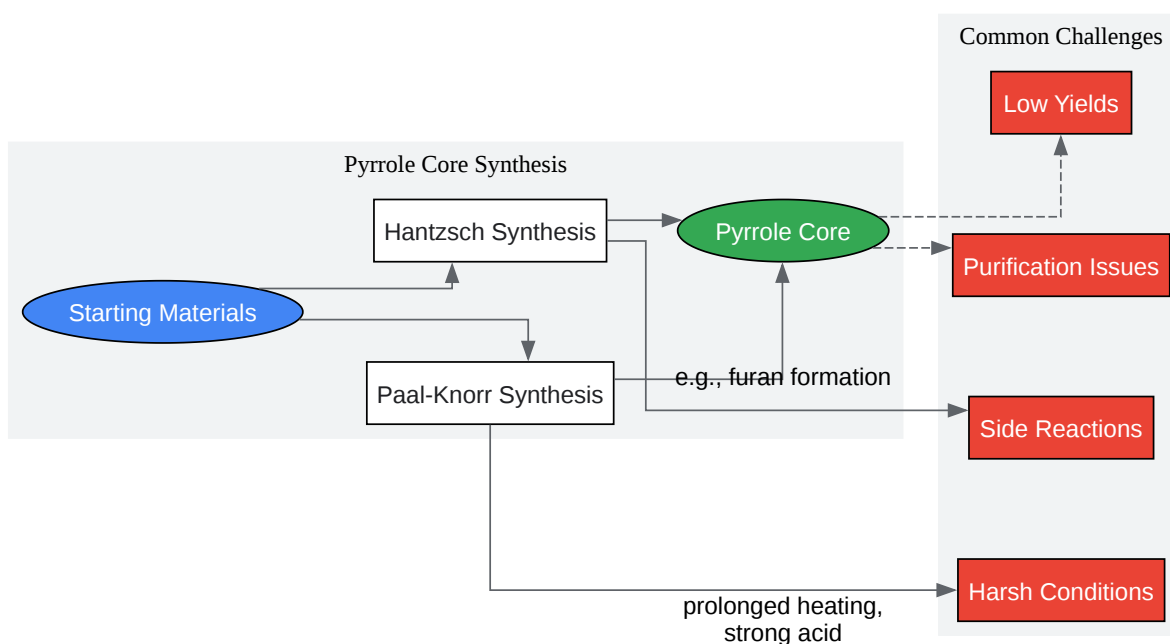 Common Challenges
Low Yields
Pyrrole Core Synthesis
Hantzsch Synthesis
Pyrrole Core
Purification Issues
Starting Materials
Paal-Knorr Synthesis
e.g., furan formation
Side Reactions
Harsh Conditions
prolonged heating,
strong acid